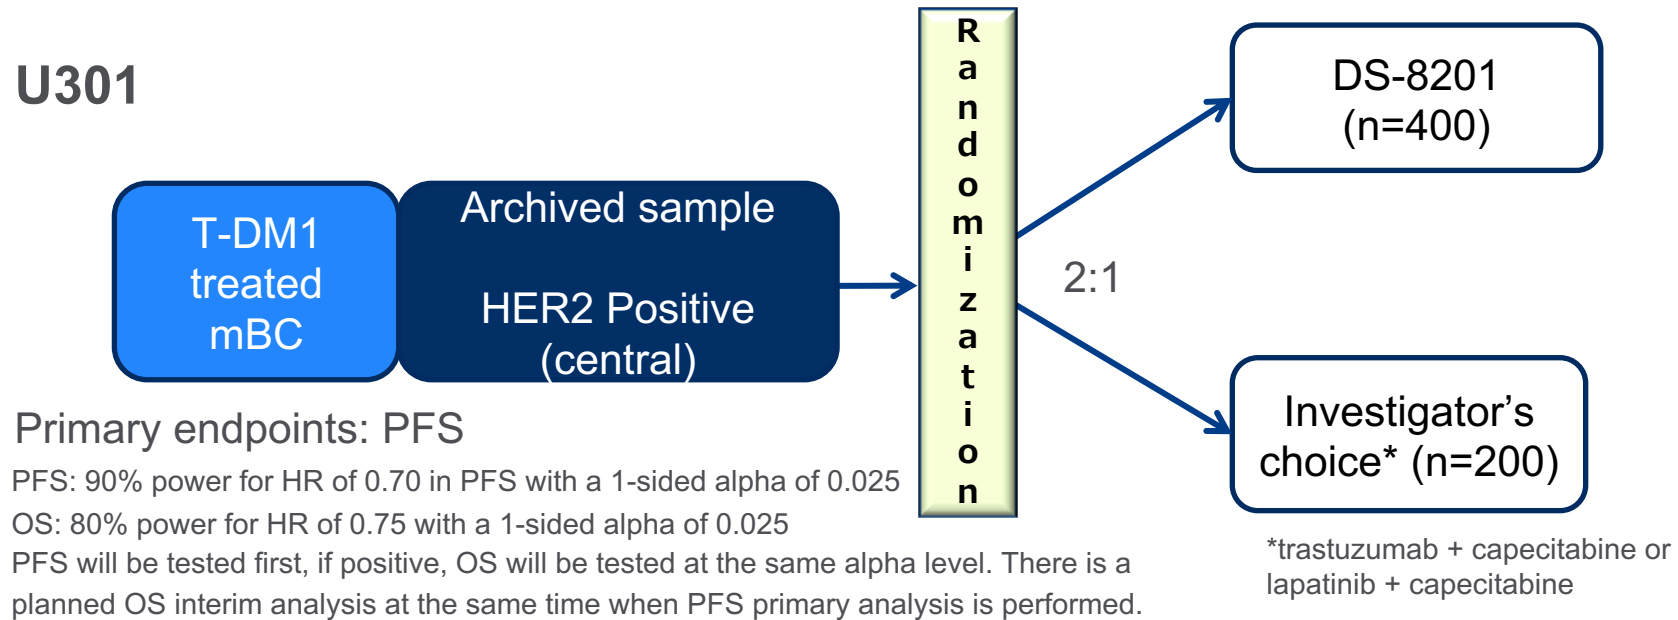 U301
T-DM1
treated
mBC
Archived sample
HER2 Positive
(central)
Randomization
2:1
DS-8201
(n=400)
Investigator’s
choice* (n=200)
*trastuzumab + capecitabine or
lapatinib + capecitabine
Primary endpoints: PFS
PFS: 90% power for HR of 0.70 in PFS with a 1-sided alpha of 0.025
OS: 80% power for HR of 0.75 with a 1-sided alpha of 0.025
PFS will be tested first, if positive, OS will be tested at the same alpha level. There is a
planned OS interim analysis at the same time when PFS primary analysis is performed.